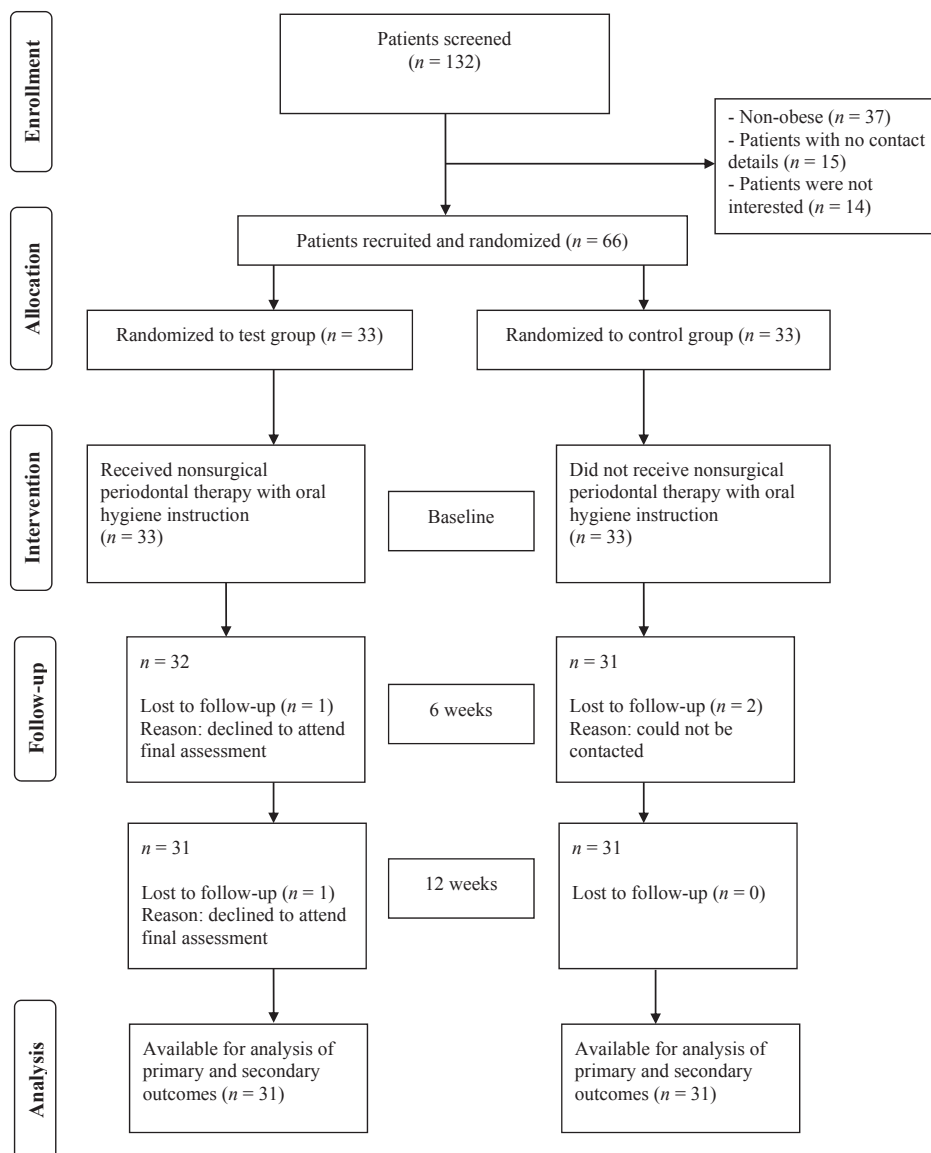 Enrollment
Patients screened
(n = 132)
- Non-obese (n = 37)
- Patients with no contact
details (n = 15)
- Patients were not
interested (n = 14)
Allocation
Patients recruited and randomized (n = 66)
Randomized to test group (n = 33)
Randomized to control group (n = 33)
Intervention
Received nonsurgical
periodontal therapy with oral
hygiene instruction
(n = 33)
Baseline
Did not receive nonsurgical
periodontal therapy with oral
hygiene instruction
(n = 33)
Follow-up
n = 32
Lost to follow-up (n = 1)
Reason: declined to attend
final assessment
6 weeks
n = 31
Lost to follow-up (n = 2)
Reason: could not be
contacted
n = 31
Lost to follow-up (n = 1)
Reason: declined to attend
final assessment
12 weeks
n = 31
Lost to follow-up (n = 0)
Analysis
Available for analysis of
primary and secondary
outcomes (n = 31)
Available for analysis of
primary and secondary
outcomes (n = 31)